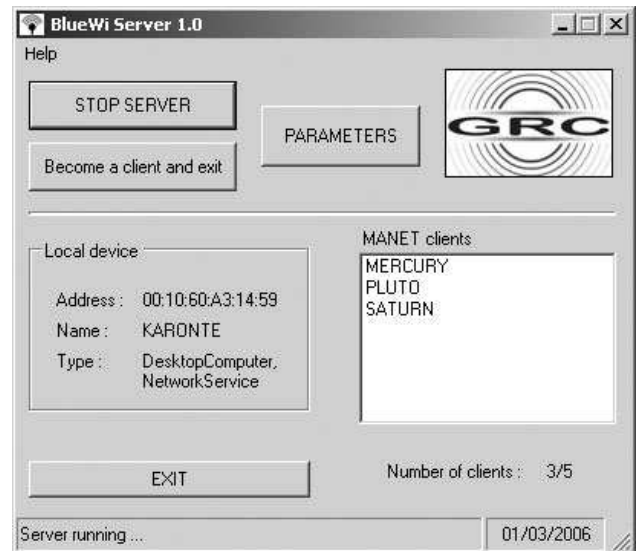 BlueWi Server 1.0
Help
STOP SERVER
PARAMETERS
GRC
Become a client and exit
Local device
Address : 00:10:60:A3:14:59
Name : KARONTE
Type : DesktopComputer,
NetworkService
MANET clients
MERCURY
PLUTO
SATURN
EXIT
Number of clients : 3/5
Server running ...
01/03/2006